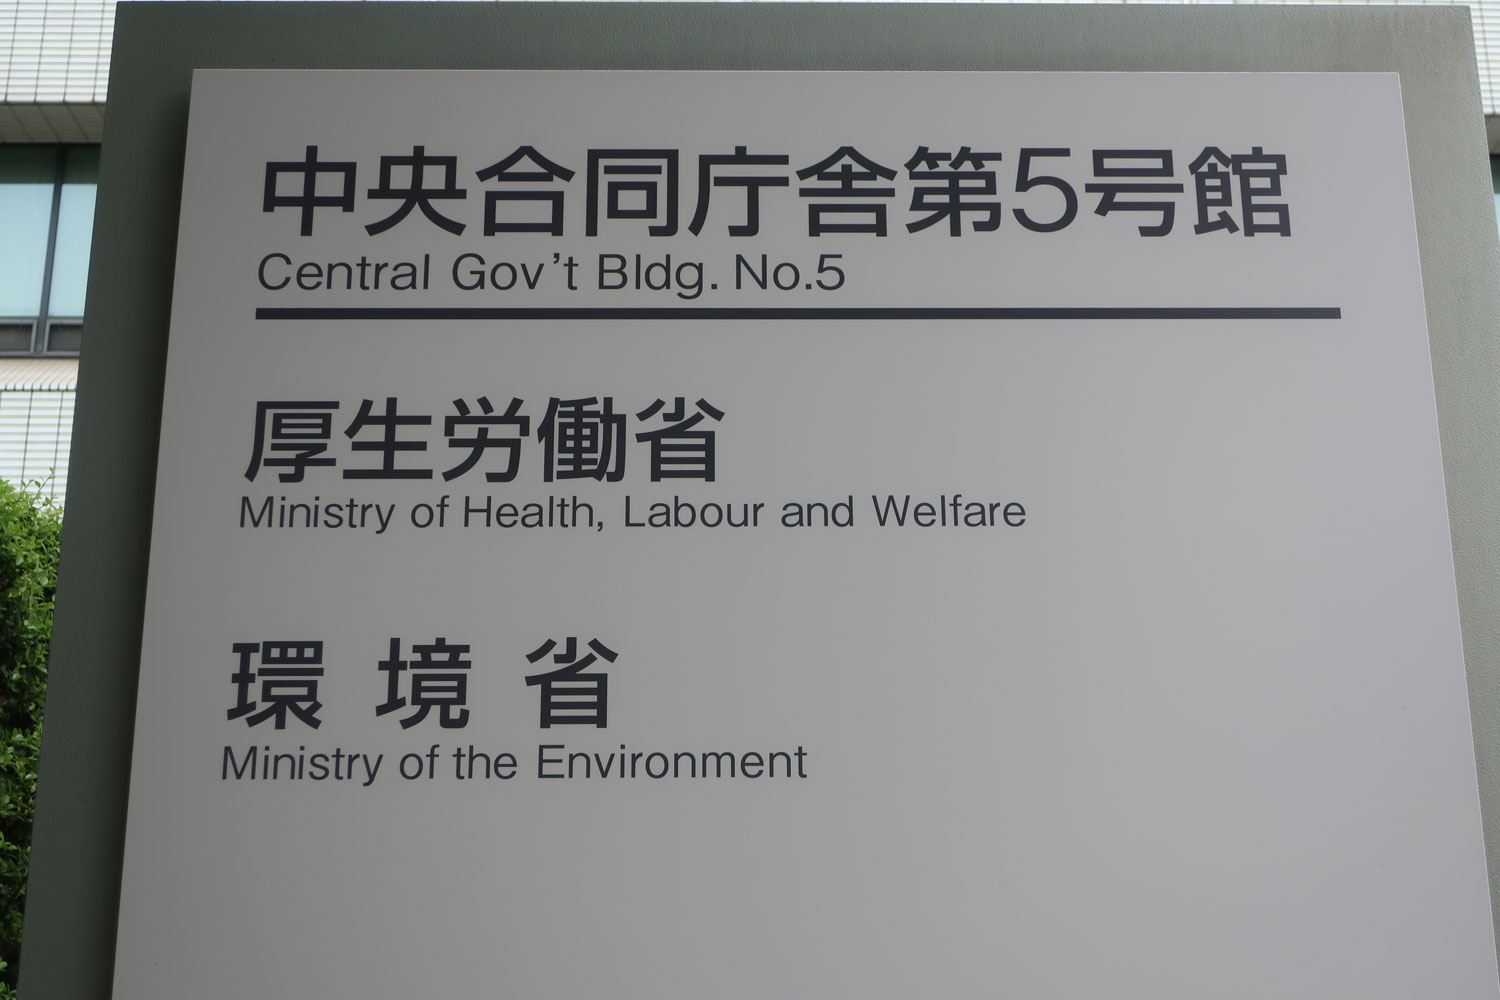 中央合同庁舎第5号館
Central Gov't Bldg. No.5
厚生労働省
Ministry of Health, Labour and Welfare
環境省
Ministry of the Environment